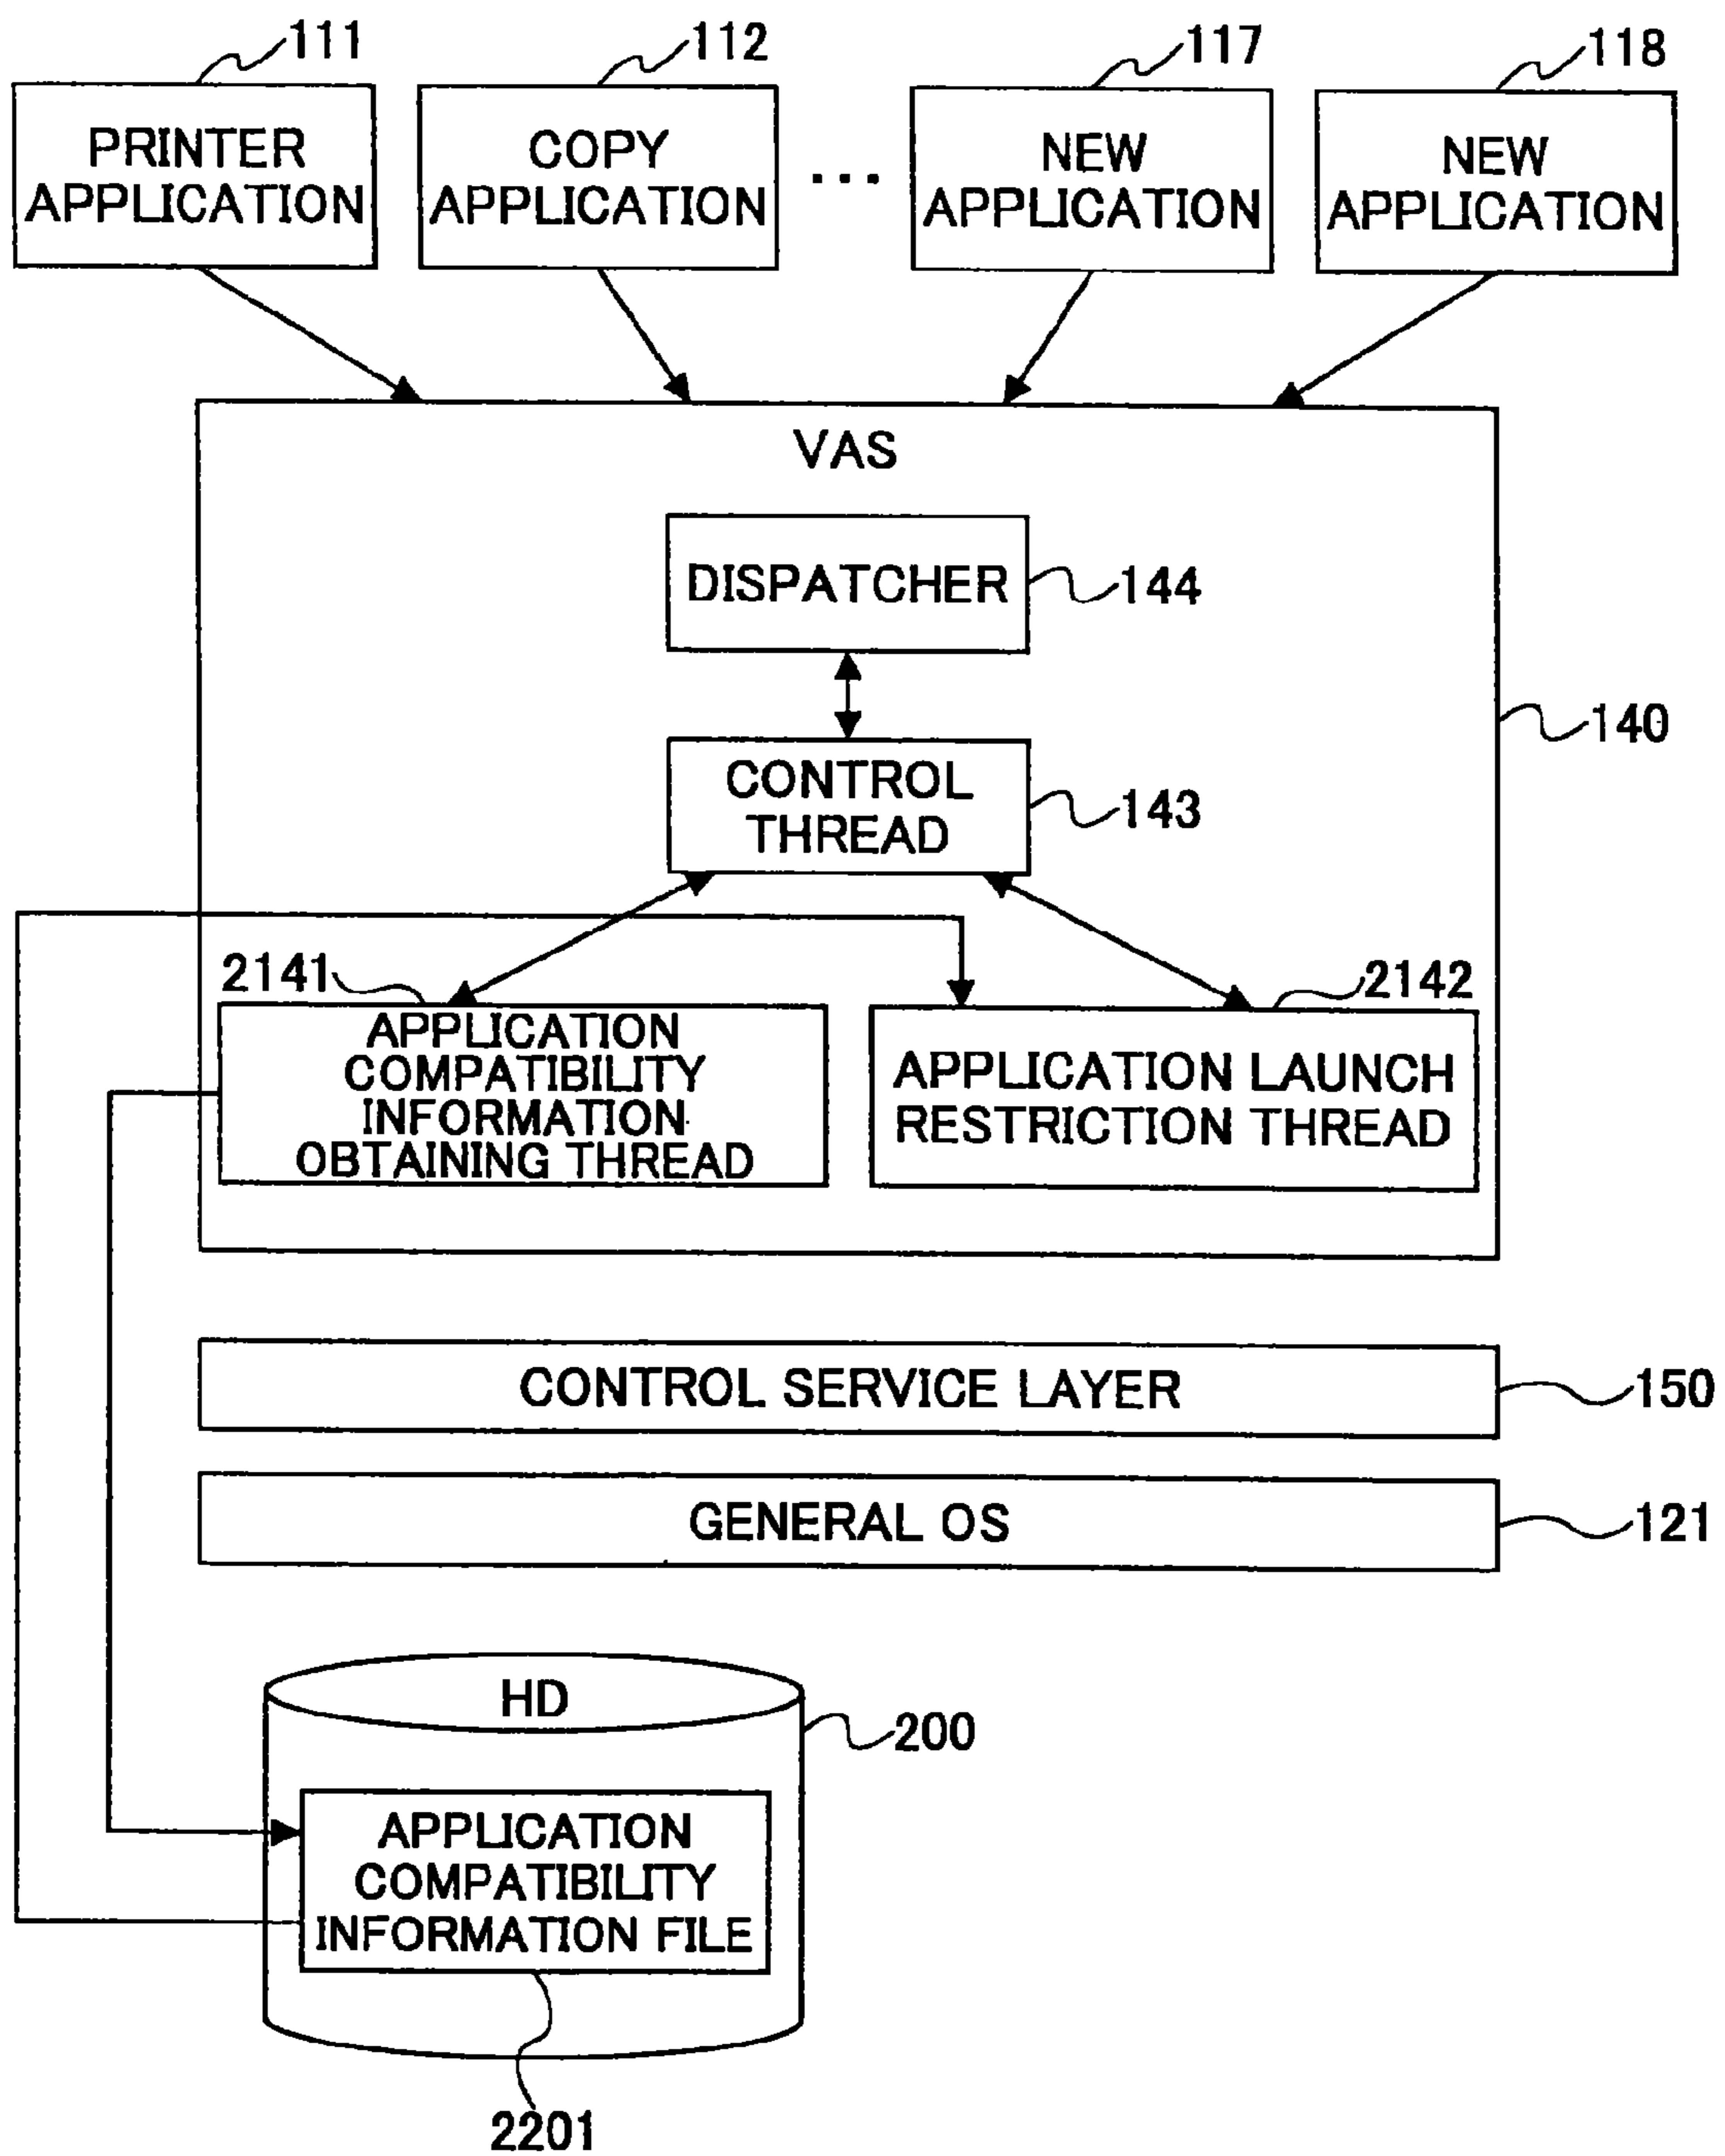 111
112
117
118
PRINTER
APPLICATION
COPY
APPLICATION
...
NEW
APPLICATION
NEW
APPLICATION
VAS
DISPATCHER
144
140
CONTROL
THREAD
143
2141
2142
APPLICATION
COMPATIBILITY
INFORMATION
OBTAINING THREAD
APPLICATION LAUNCH
RESTRICTION THREAD
CONTROL SERVICE LAYER
150
GENERAL OS
121
HD
200
APPLICATION
COMPATIBILITY
INFORMATION FILE
2201